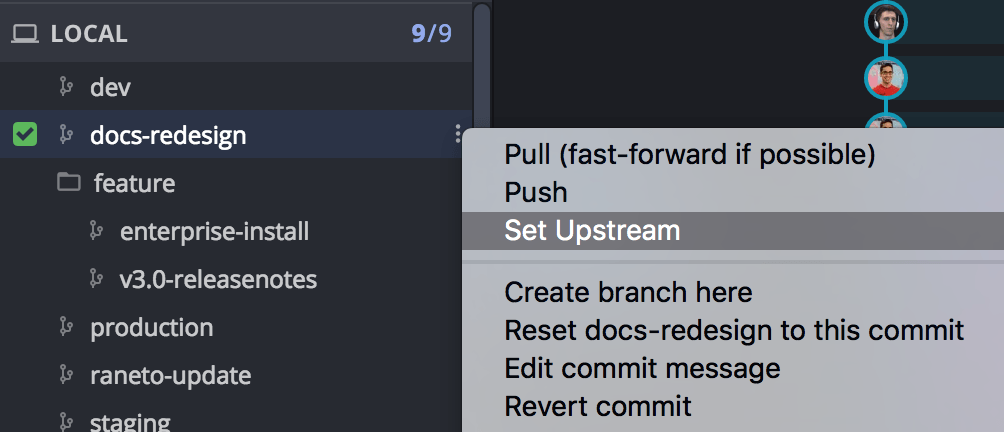 LOCAL 9/9
dev
docs-redesign
feature
enterprise-install
v3.0-releasenotes
production
raneto-update
staging
Pull (fast-forward if possible)
Push
Set Upstream
Create branch here
Reset docs-redesign to this commit
Edit commit message
Revert commit